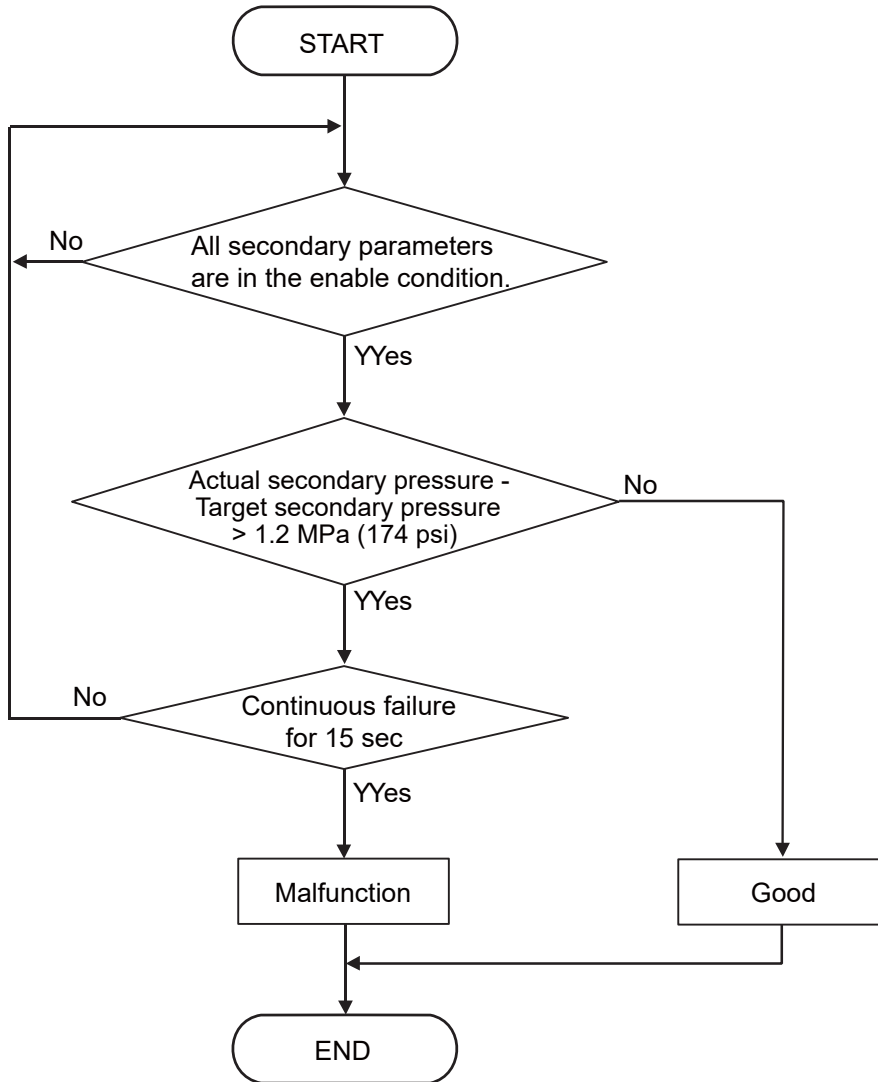 START
No
All secondary parameters
are in the enable condition.
YYes
Actual secondary pressure -
Target secondary pressure
> 1.2 MPa (174 psi)
No
YYes
No
Continuous failure
for 15 sec
YYes
Malfunction
Good
END